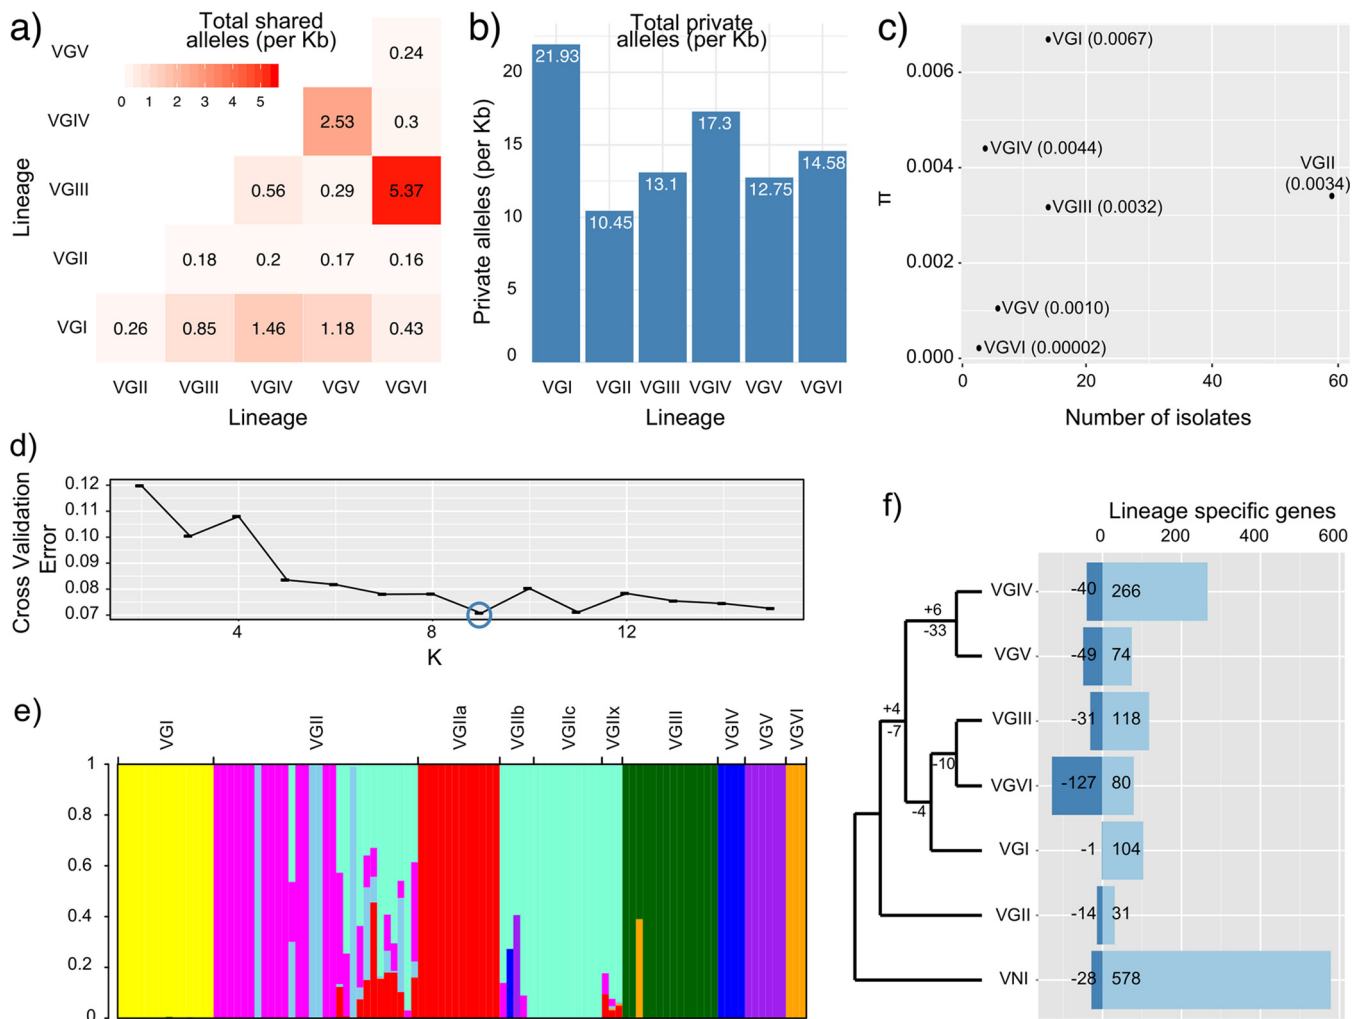 a)
Total shared
alleles (per Kb)
0 1 2 3 4 5
Lineage
VGV
0.24
VGIV
2.53 0.3
VGIII
0.56 0.29 5.37
VGII
0.18 0.2 0.17 0.16
VGI
0.26 0.85 1.46 1.18 0.43
VGII VGIII VGIV VGV VGVI
Lineage
b)
Total private
alleles (per Kb)
Private alleles (per Kb)
20
15
10
5
0
21.93
10.45
13.1
17.3
12.75
14.58
VGI VGII VGIII VGIV VGV VGVI
Lineage
c)
π
0.006
0.004
0.002
0.000
VGI (0.0067)
VGIV (0.0044)
VGII
(0.0034)
VGIII (0.0032)
VGV (0.0010)
VGVI (0.00002)
0 20 40 60
Number of isolates
d)
Cross Validation
Error
0.12
0.11
0.10
0.09
0.08
0.07
4 8 12
K
e)
VGI VGII VGIIa VGIIb VGIIc VGIIx VGIII VGIV VGV VGVI
1
0.8
0.6
0.4
0.2
0
f)
Lineage specific genes
0 200 400 600
+6
-33
+4
-7
-10
-4
VGIV -40 266
VGV -49 74
VGIII -31 118
VGVI -127 80
VGI -1 104
VGII -14 31
VNI -28 578